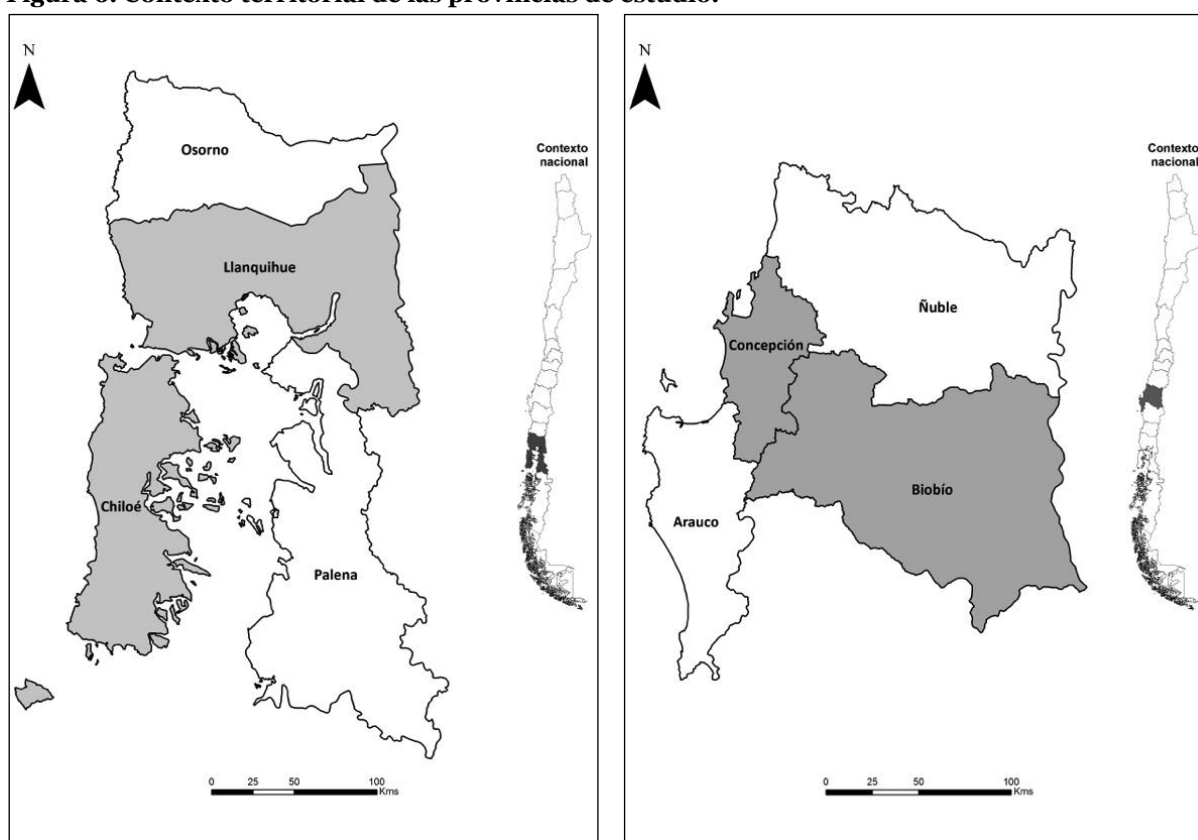 Figura 6. Contexto territorial de las provincias de estudio.
N
Osorno
Contexto
nacional
Llanquihue
Chiloé
Palena
0 25 50 100
Kms
N
Contexto
nacional
Ñuble
Concepción
Biobío
Arauco
0 25 50 100
Kms